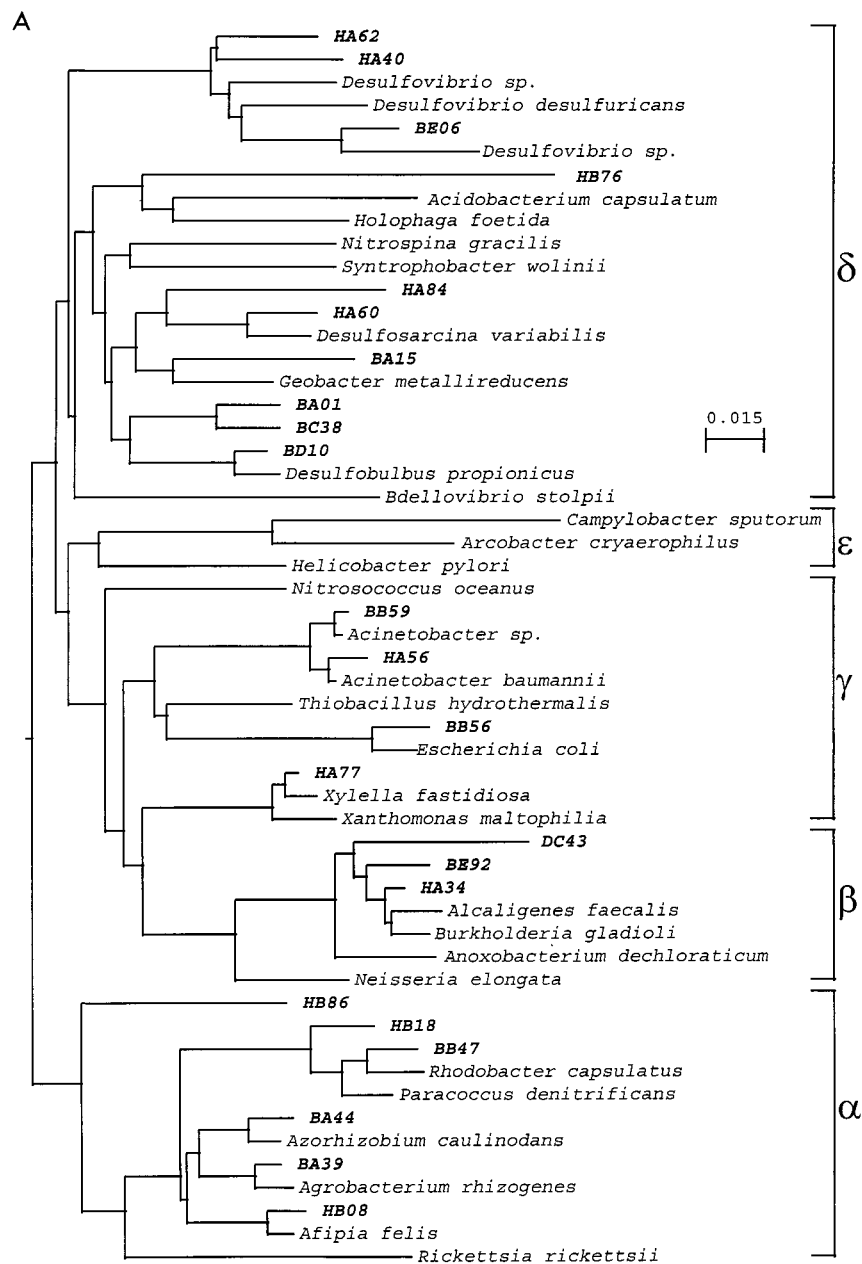 A
HA62
HA40
Desulfovibrio sp.
Desulfovibrio desulfuricans
BE06
Desulfovibrio sp.
HB76
Acidobacterium capsulatum
Holophaga foetida
Nitrospina gracilis
Syntrophobacter wolinii
δ
HA84
HA60
Desulfosarcina variabilis
BA15
Geobacter metallireducens
BA01
0.015
BC38
BD10
Desulfobulbus propionicus
Bdellovibrio stolpii
Campylobacter sputorum
Arcobacter cryaerophilus
ε
Helicobacter pylori
Nitrosococcus oceanus
BB59
Acinetobacter sp.
HA56
Acinetobacter baumannii
γ
Thiobacillus hydrothermalis
BB56
Escherichia coli
HA77
Xylella fastidiosa
Xanthomonas maltophilia
DC43
BE92
HA34
β
Alcaligenes faecalis
Burkholderia gladioli
Anoxobacterium dechloraticum
Neisseria elongata
HB86
HB18
BB47
Rhodobacter capsulatus
Paracoccus denitrificans
α
BA44
Azorhizobium caulinodans
BA39
Agrobacterium rhizogenes
HB08
Afipia felis
Rickettsia rickettsii